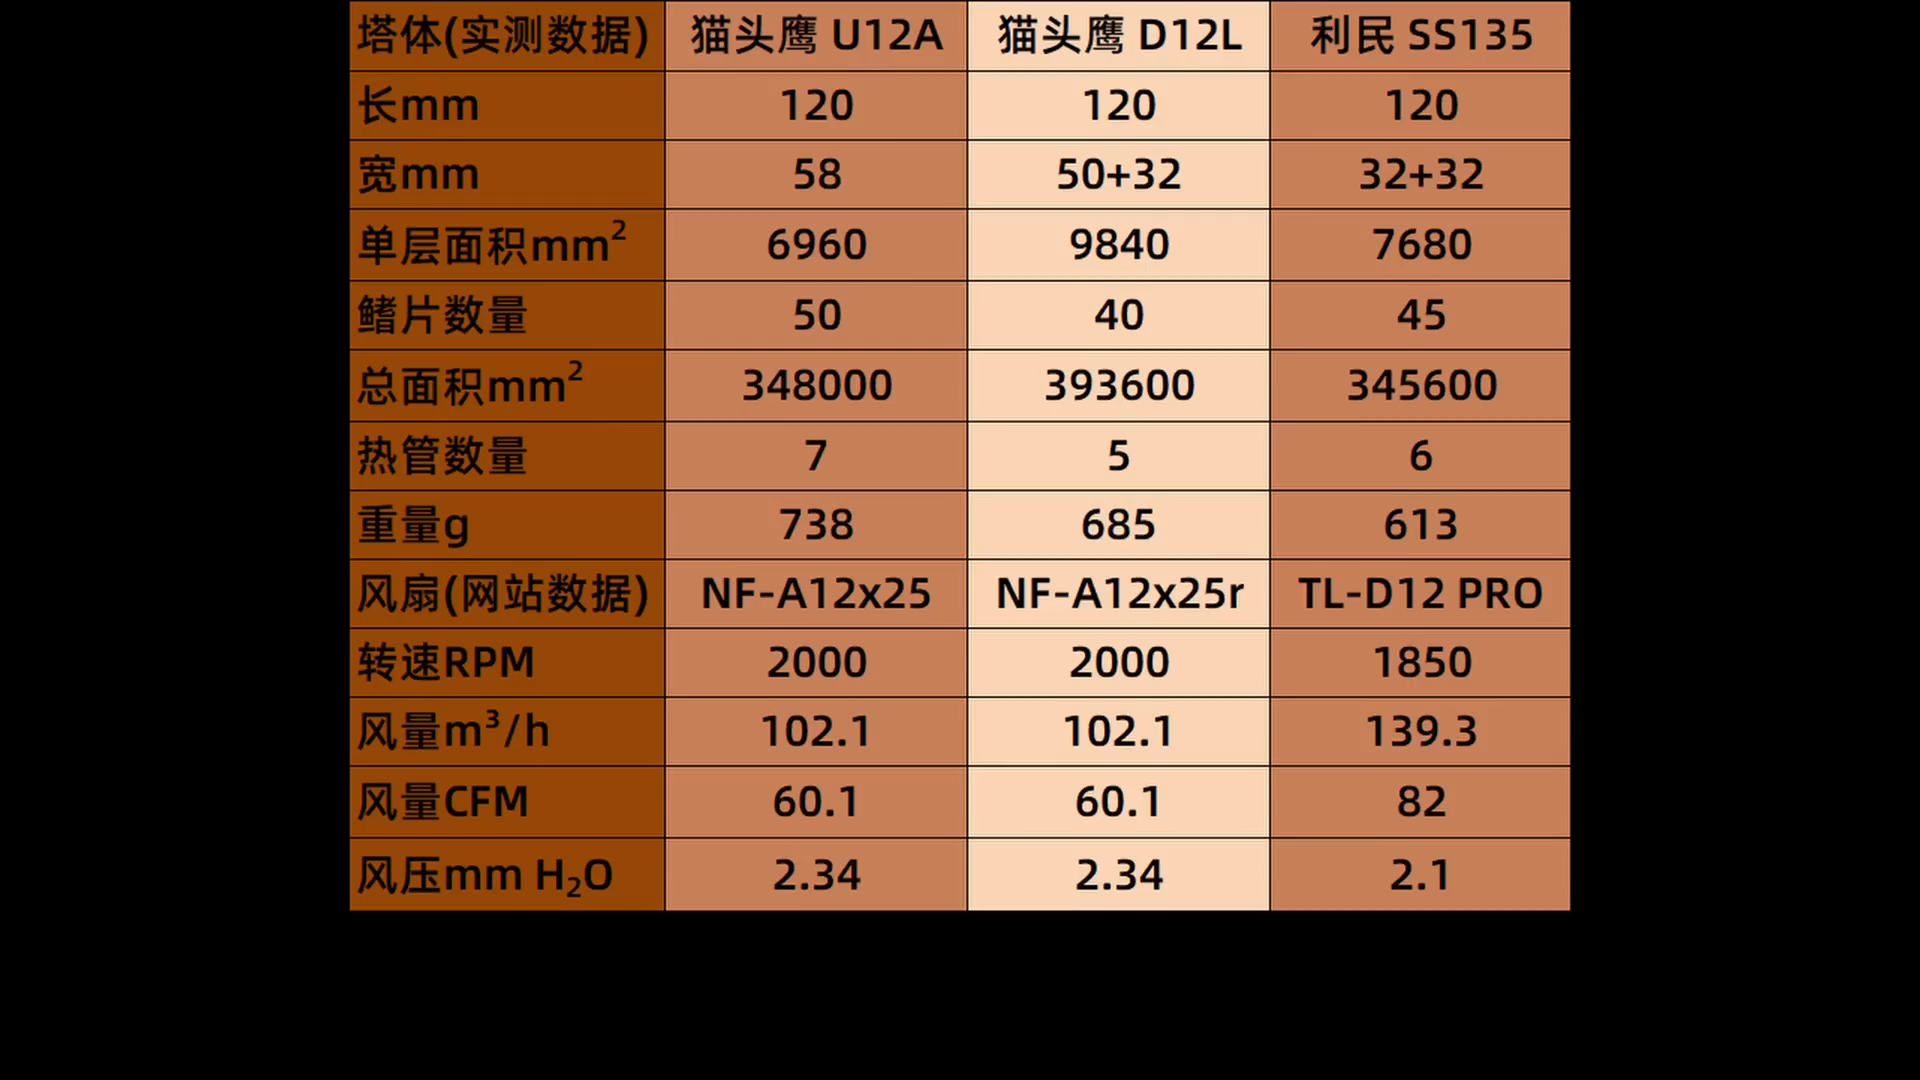 塔体(实测数据) 猫头鹰 U12A 猫头鹰 D12L 利民 SS135
长mm 120 120 120
宽mm 58 50+32 32+32
单层面积mm² 6960 9840 7680
鳍片数量 50 40 45
总面积mm² 348000 393600 345600
热管数量 7 5 6
重量g 738 685 613
风扇(网站数据) NF-A12x25 NF-A12x25r TL-D12 PRO
转速RPM 2000 2000 1850
风量m³/h 102.1 102.1 139.3
风量CFM 60.1 60.1 82
风压mm H₂O 2.34 2.34 2.1